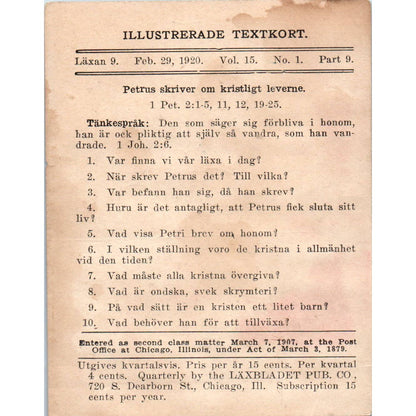 ILLUSTRERADE TEXTKORT.
Läxan 9. Feb. 29, 1920. Vol. 15. No. 1. Part 9.
Petrus skriver om kristligt leverne.
1 Pet. 2:1-5, 11, 12, 19-25.
Tänkespråk: Den som säger sig förbliva i honom,
han är ock pliktig att själv så vandra, som han van-
drade. 1 Joh. 2:6.
1. Var finna vi vår läxa i dag?
2. När skrev Petrus det? Till vilka?
3. Var befann han sig, då han skrev?
4. Huru är det antagligt, att Petrus fick sluta sitt
liv?
5. Vad visa Petri brev om honom?
6. I vilken ställning voro de kristna i allmänhet
vid den tiden?
7. Vad måste alla kristna övergiva?
8. Vad är ondska, svek skrymteri?
9. På vad sätt är en kristen ett litet barn?
10. Vad behöver han för att tillväxa?
Entered as second class matter March 7, 1907, at the Post
Office at Chicago, Illinois, under Act of March 3, 1879.
Utgives kvartalsvis. Pris per år 15 cents. Per kvartal
4 cents. Quarterly by the LÄXBLADET PUB. CO.,
720 S. Dearborn St., Chicago, Ill. Subscription 15
cents per year.